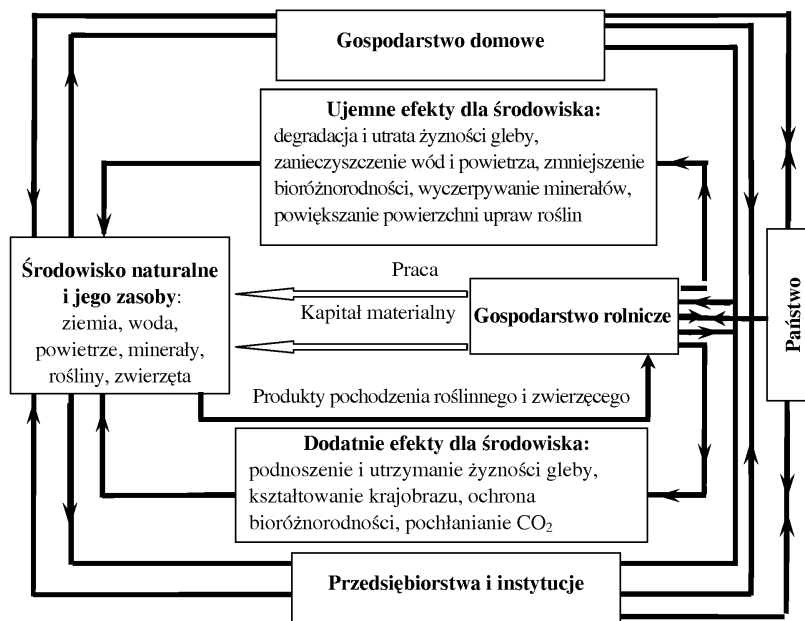 Gospodarstwo domowe
Ujemne efekty dla środowiska:
degradacja i utrata żyzności gleby,
zanieczyszczenie wód i powietrza, zmniejszenie
bioróżnorodności, wyczerpywanie minerałów,
powiększanie powierzchni upraw roślin
Środowisko naturalne
i jego zasoby:
ziemia, woda,
powietrze, minerały,
rośliny, zwierzęta
Praca
Kapitał materialny
Gospodarstwo rolnicze
Państwo
Produkty pochodzenia roślinnego i zwierzęcego
Dodatnie efekty dla środowiska:
podnoszenie i utrzymanie żyzności gleby,
kształtowanie krajobrazu, ochrona
bioróżnorodności, pochłanianie CO₂
Przedsiębiorstwa i instytucje